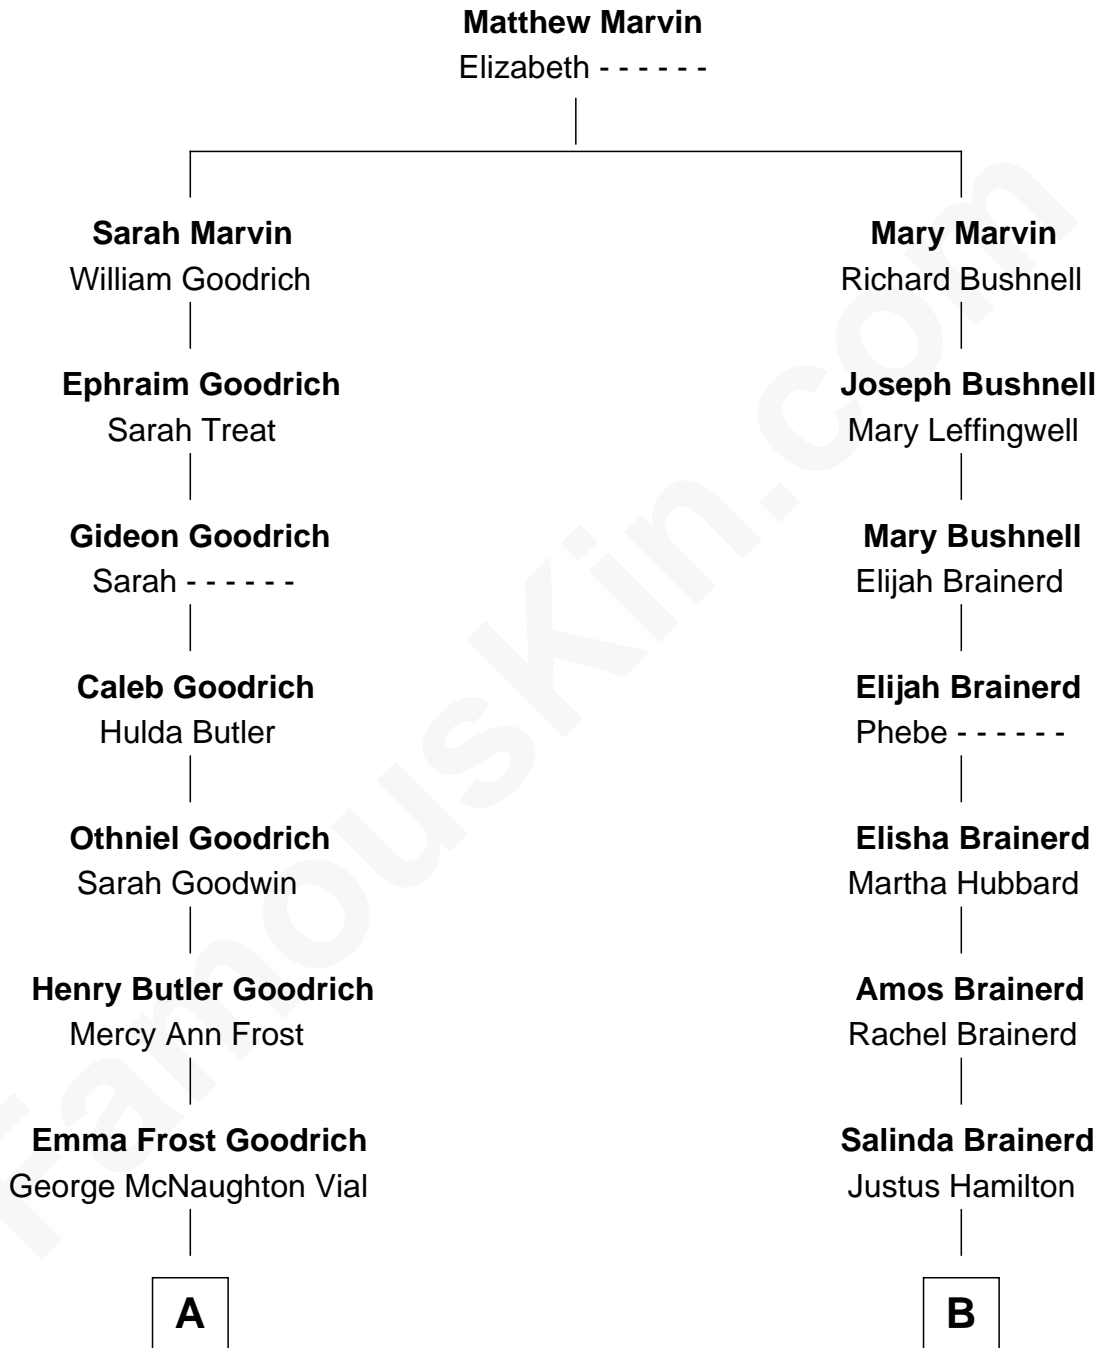 Matthew Marvin
Elizabeth - - - - - -
Sarah Marvin
William Goodrich
Mary Marvin
Richard Bushnell
Ephraim Goodrich
Sarah Treat
Joseph Bushnell
Mary Leffingwell
Gideon Goodrich
Sarah - - - - - -
Mary Bushnell
Elijah Brainerd
Caleb Goodrich
Hulda Butler
Elijah Brainerd
Phebe - - - - - -
Othniel Goodrich
Sarah Goodwin
Elisha Brainerd
Martha Hubbard
Henry Butler Goodrich
Mercy Ann Frost
Amos Brainerd
Rachel Brainerd
Emma Frost Goodrich
George McNaughton Vial
Salinda Brainerd
Justus Hamilton
A
B
FamousKin.com